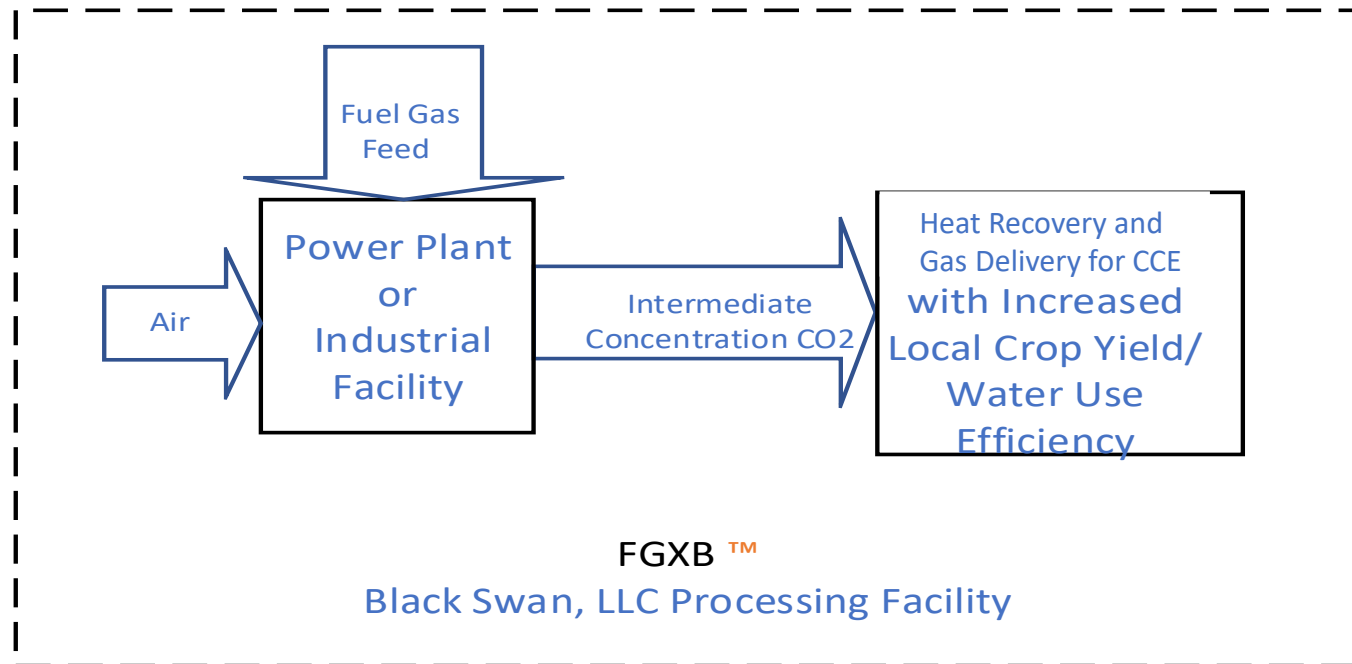 Fuel Gas
Feed
Air
Power Plant
or
Industrial
Facility
Intermediate
Concentration CO2
Heat Recovery and
Gas Delivery for CCE
with Increased
Local Crop Yield/
Water Use
Efficiency
FGXB ™
Black Swan, LLC Processing Facility